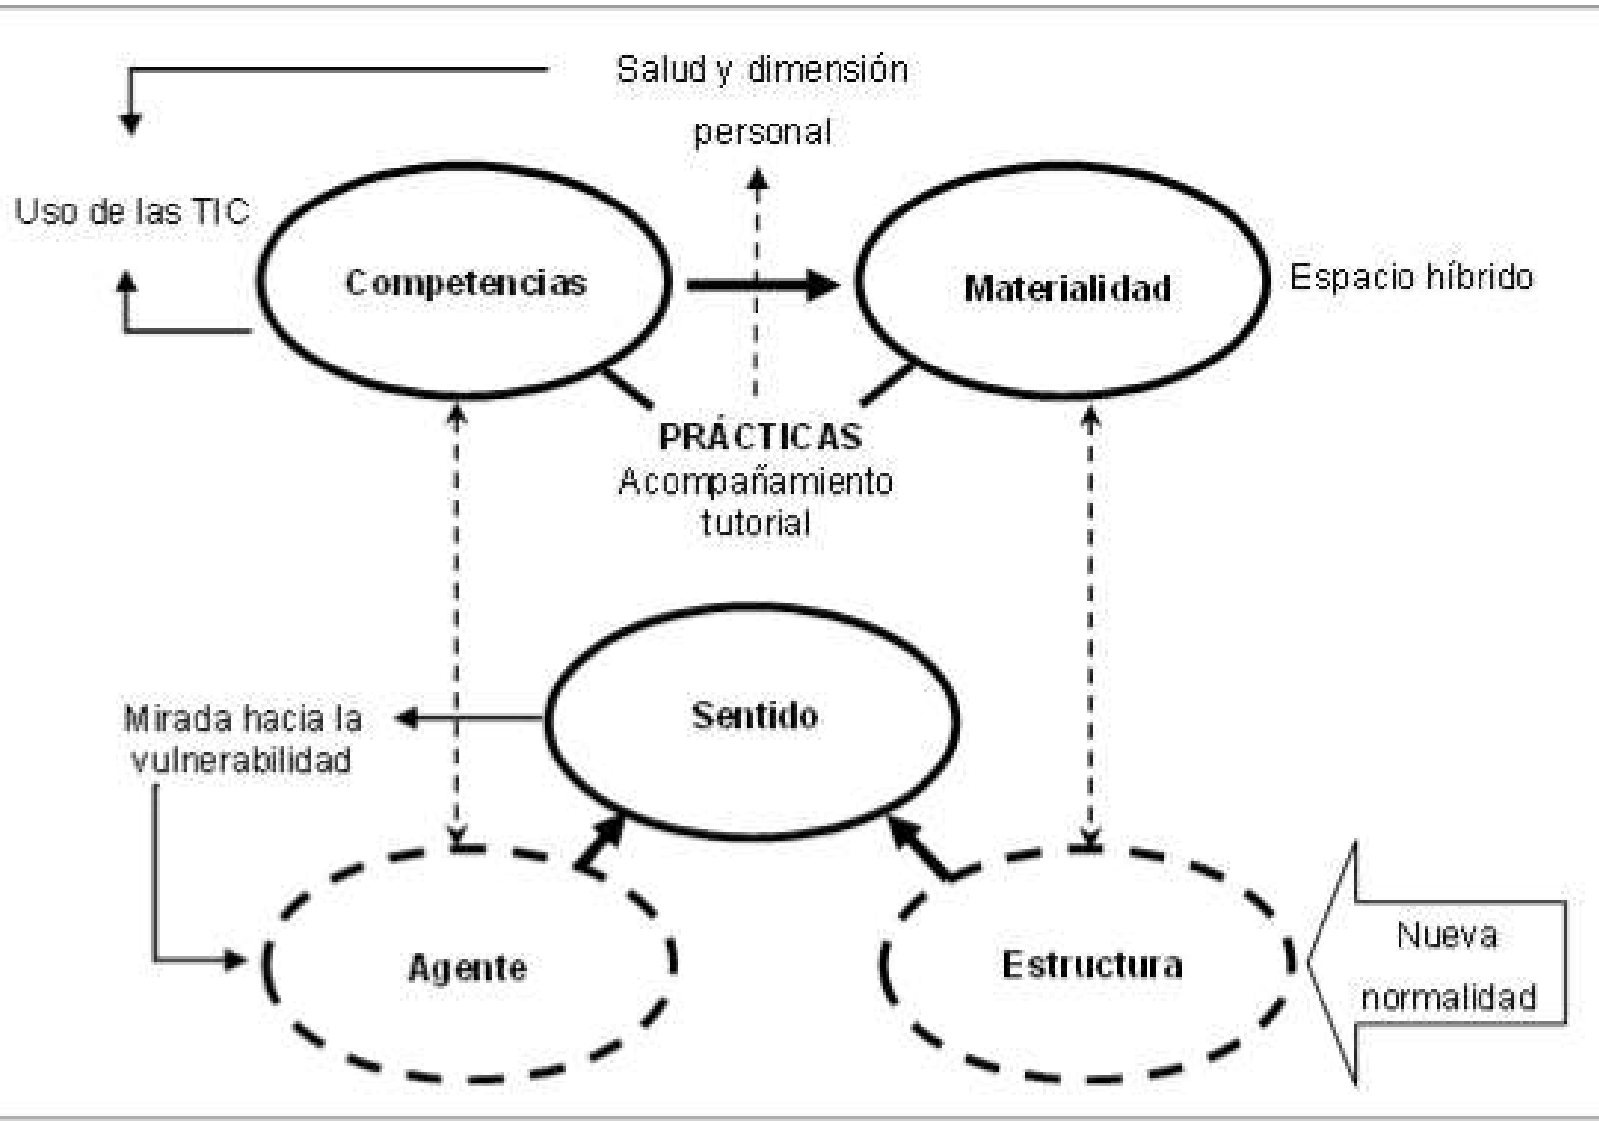 Salud y dimensión
personal
Uso de las TIC
Competencias
Materialidad
Espacio híbrido
PRÁCTICAS
Acompañamiento
tutorial
Sentido
Mirada hacia la
vulnerabilidad
Agente
Estructura
Nueva
normalidad